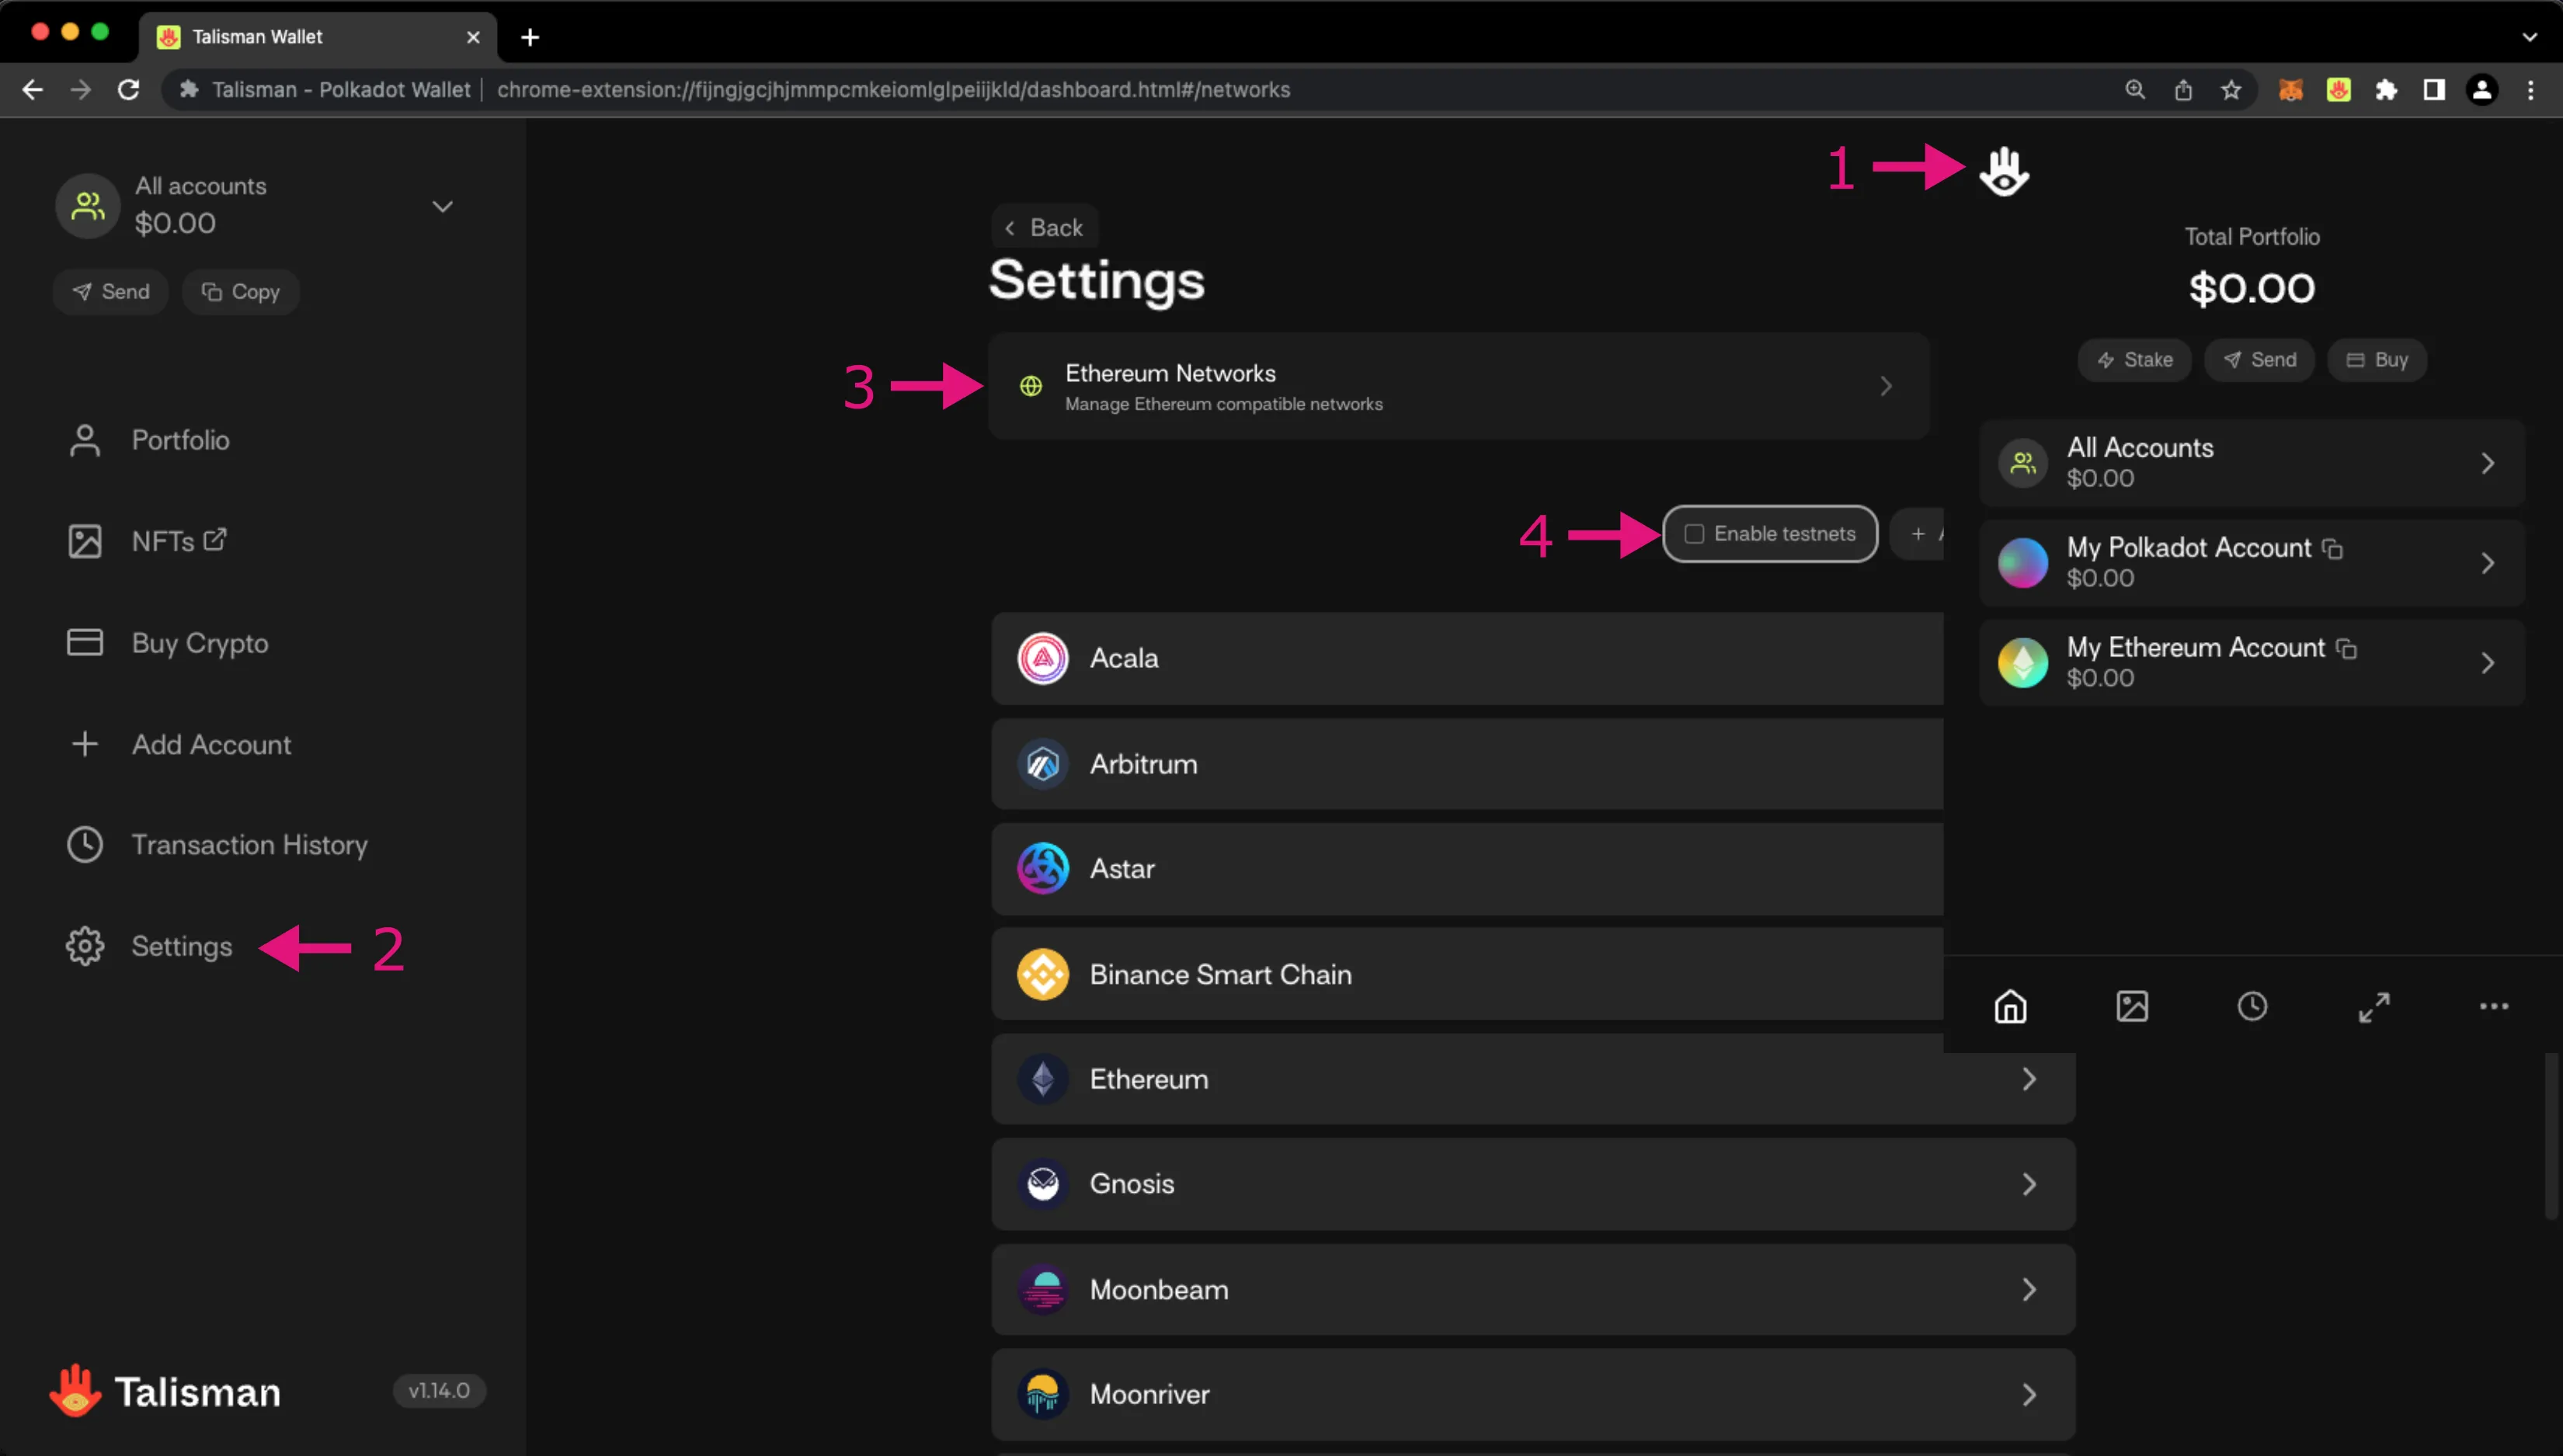 Talisman Wallet
Talisman - Polkadot Wallet | chrome-extension://fijngjgcjhjmmpcmkeiomlglpeiijkld/dashboard.html#/networks
All accounts
$0.00
Send Copy
Portfolio
NFTs
Buy Crypto
Add Account
Transaction History
Settings
2
Talisman v1.14.0
Back
Settings
3
Ethereum Networks
Manage Ethereum compatible networks
4
Enable testnets
+
Acala
Arbitrum
Astar
Binance Smart Chain
Ethereum
Gnosis
Moonbeam
Moonriver
1
Total Portfolio
$0.00
Stake Send Buy
All Accounts
$0.00
My Polkadot Account
$0.00
My Ethereum Account
$0.00